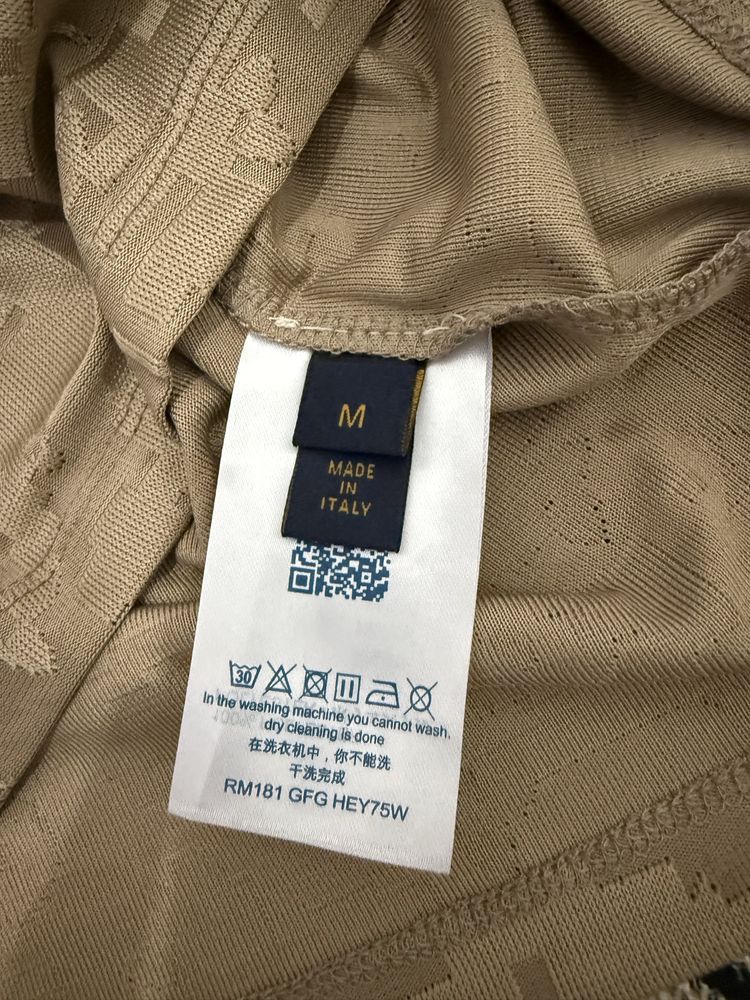 M
MADE
IN
ITALY
30
In the washing machine you cannot wash,
dry cleaning is done
在洗衣机中，你不能洗
干洗完成
RM181 GFG HEY75W